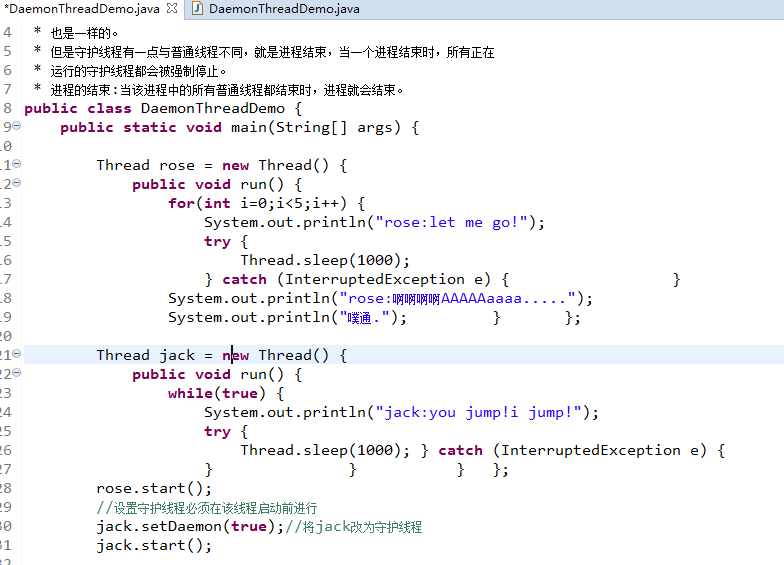 *DaemonThreadDemo.java DaemonThreadDemo.java
4 * 也是一样的。
5 * 但是守护线程有一点与普通线程不同，就是进程结束，当一个进程结束时，所有正在
6 * 运行的守护线程都会被强制停止。
7 * 进程的结束:当该进程中的所有普通线程都结束时，进程就会结束。
8 public class DaemonThreadDemo {
9 public static void main(String[] args) {
0
1 Thread rose = new Thread() {
2 public void run() {
3 for(int i=0;i<5;i++) {
4 System.out.println("rose:let me go!");
5 try {
6 Thread.sleep(1000);
7 } catch (InterruptedException e) { }
8 System.out.println("rose:啊啊啊啊AAAAAaaaa.....");
9 System.out.println("噗通."); } };
20
21 Thread jack = new Thread() {
22 public void run() {
23 while(true) {
24 System.out.println("jack:you jump!i jump!");
25 try {
26 Thread.sleep(1000); } catch (InterruptedException e) {
27 } } } };
28 rose.start();
29 //设置守护线程必须在该线程启动前进行
30 jack.setDaemon(true);//将jack改为守护线程
31 jack.start();